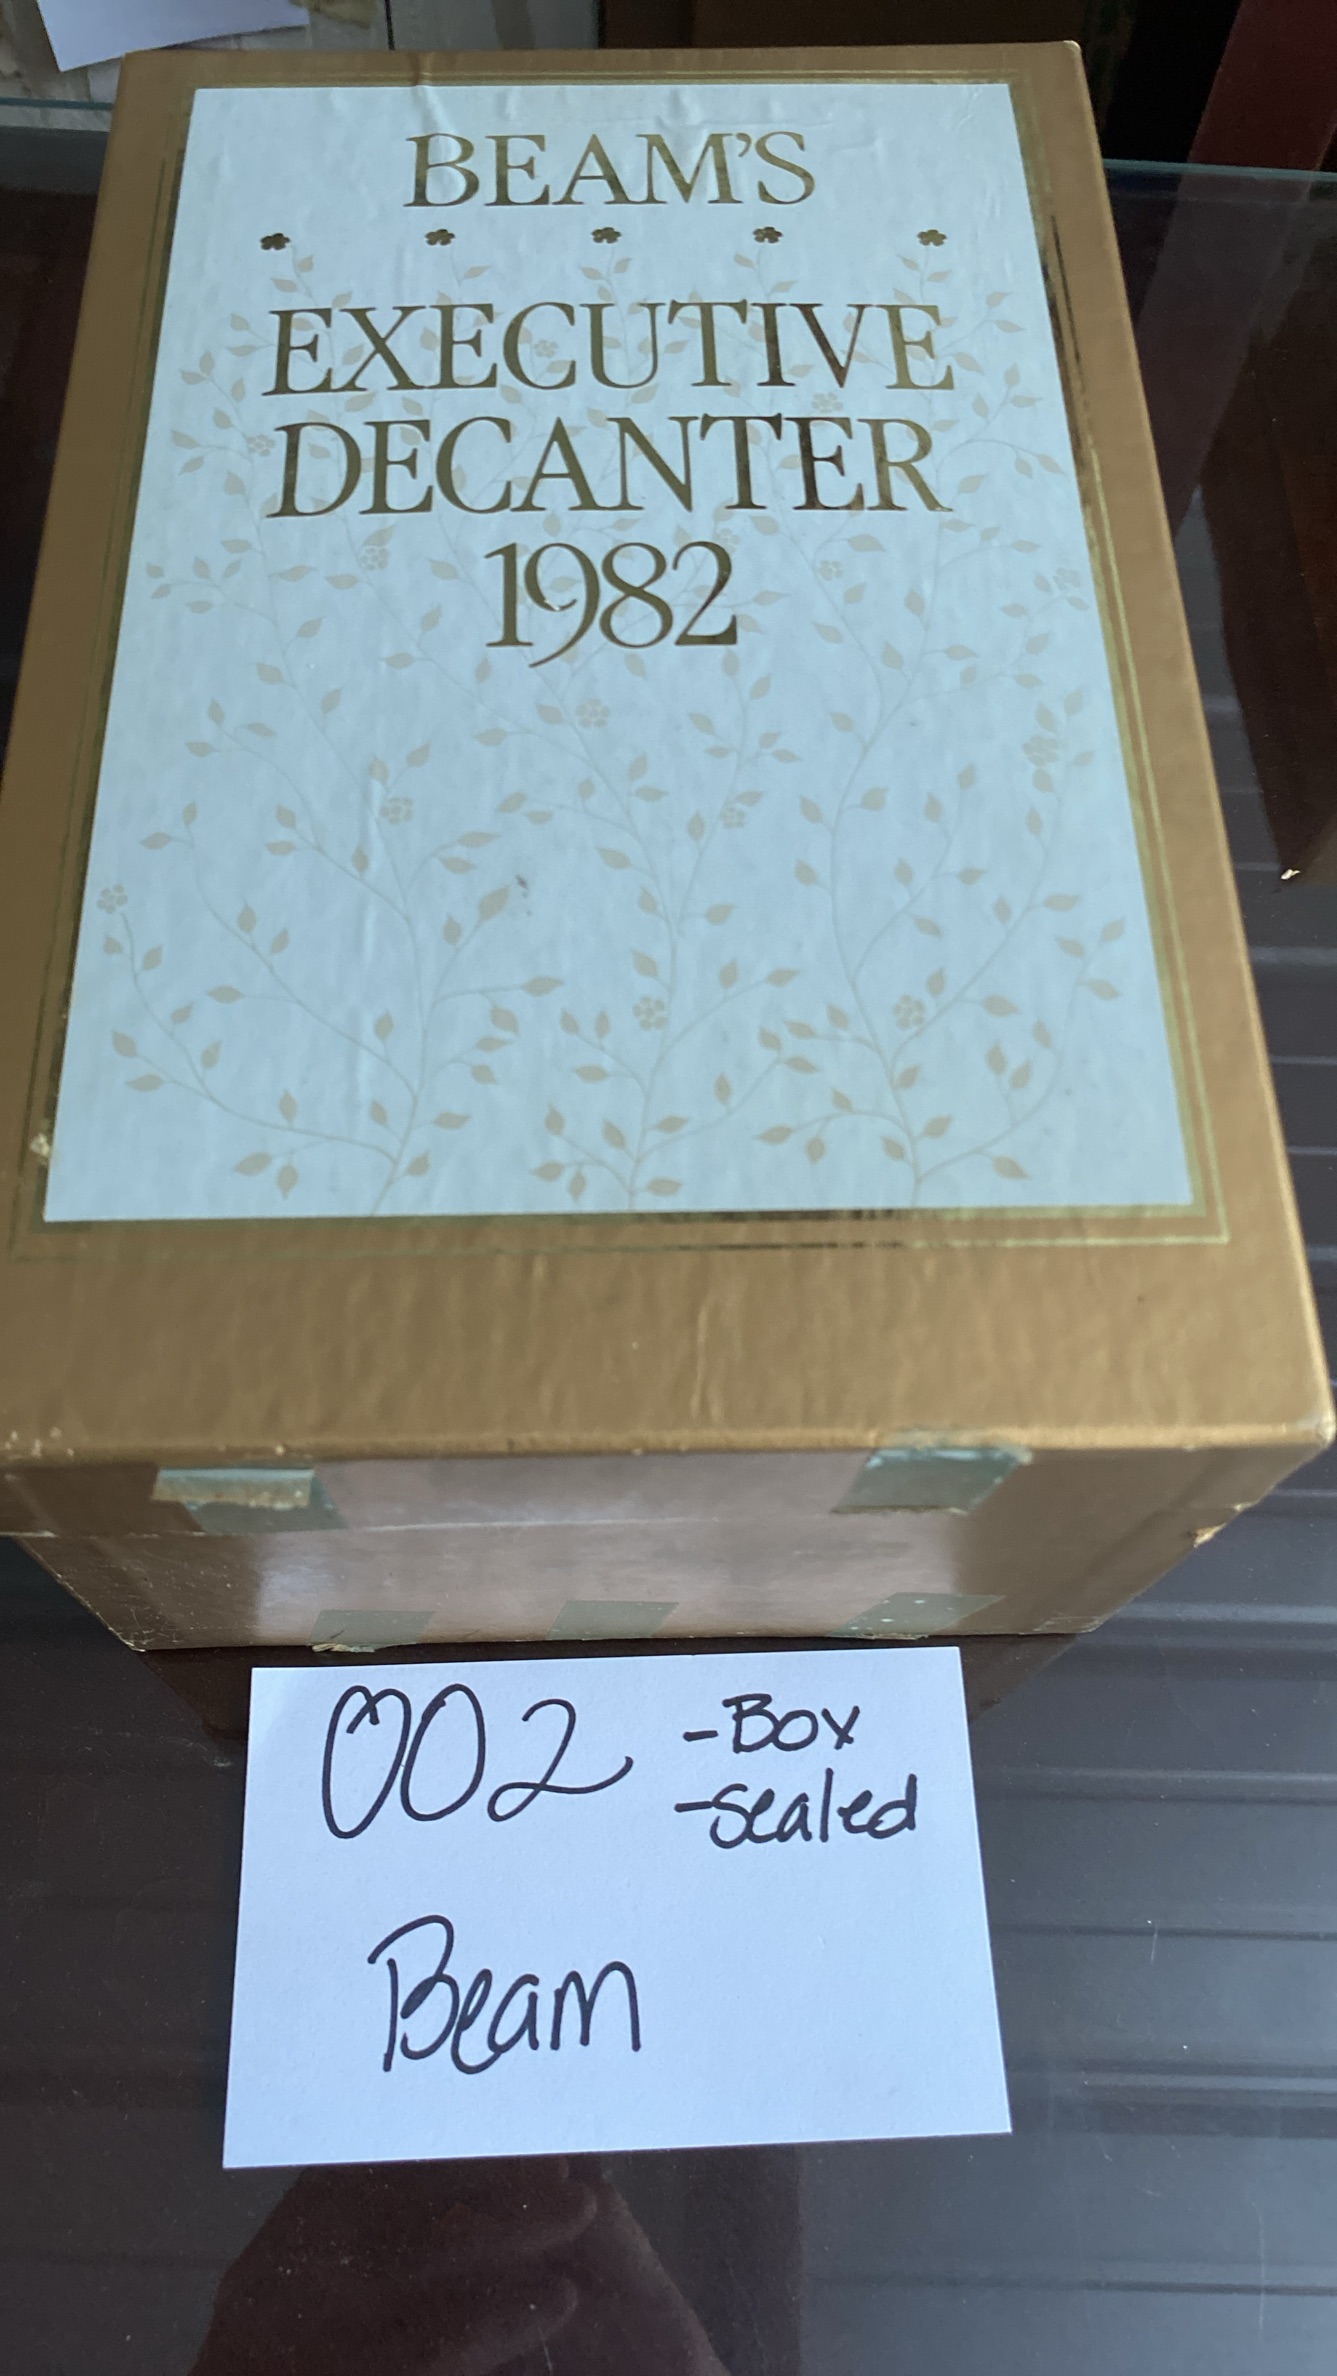 BEAM'S
EXECUTIVE
DECANTER
1982
002
-Box
-Sealed
Beam